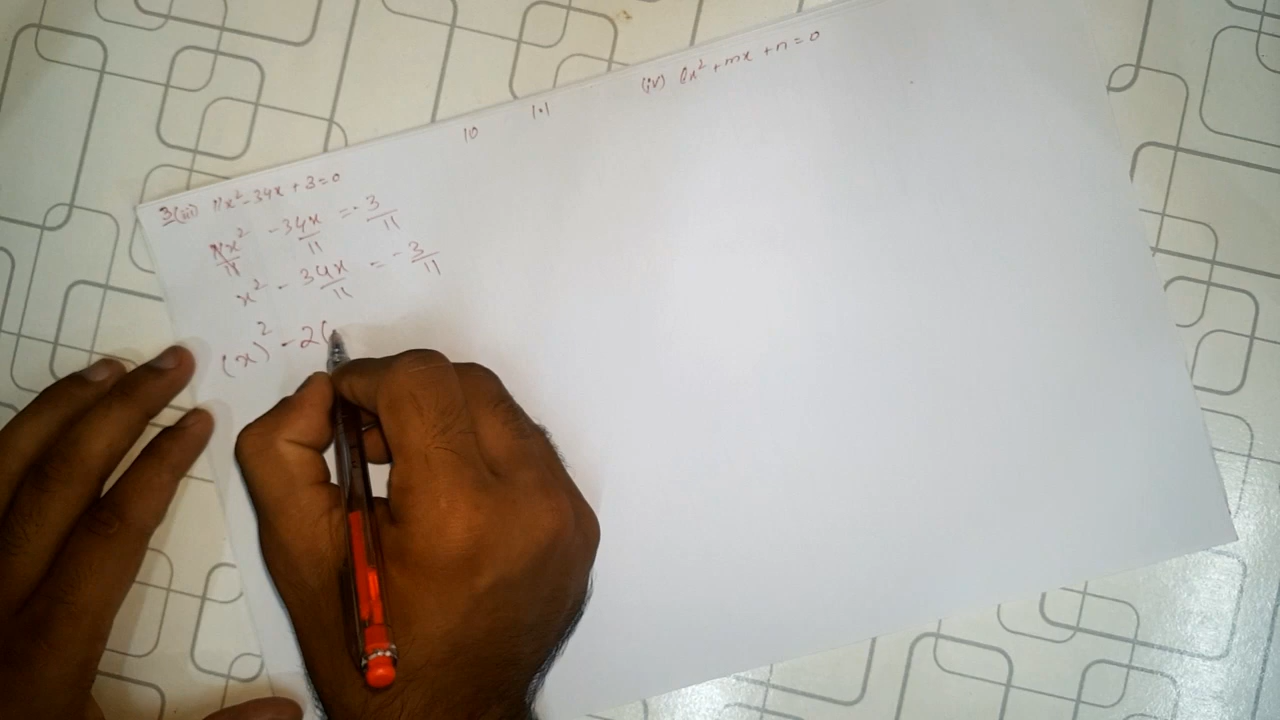 3(iii) 11x² - 34x + 3 = 0
11x²/11 - 34x/11 = -3/11
x² - 34x/11 = -3/11
(x)² - 2(
10 1.1
(iv) lx² + mx + n = 0